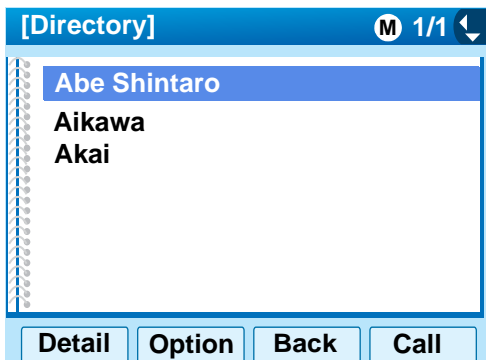 [Directory] M 1/1
Abe Shintaro
Aikawa
Akai
Detail Option Back Call